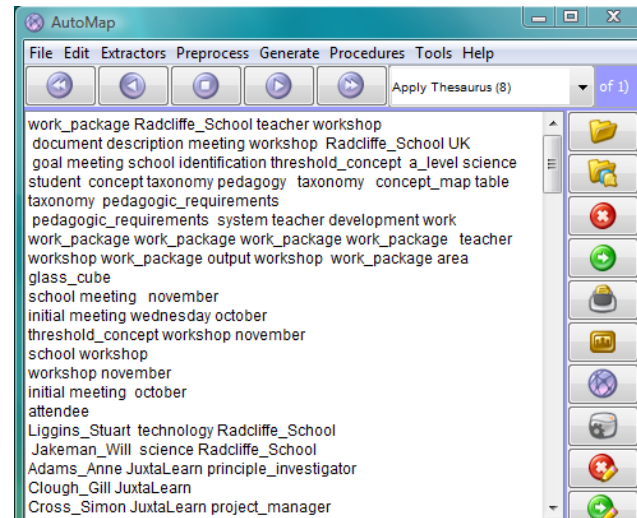 AutoMap
File Edit Extractors Preprocess Generate Procedures Tools Help
Apply Thesaurus (8) of 1)
work_package Radcliffe_School teacher workshop
document description meeting workshop Radcliffe_School UK
goal meeting school identification threshold_concept a_level science
student concept taxonomy pedagogy taxonomy concept_map table
taxonomy pedagogic_requirements
pedagogic_requirements system teacher development work
work_package work_package work_package work_package teacher
workshop work_package output workshop work_package area
glass_cube
school meeting november
initial meeting wednesday october
threshold_concept workshop november
school workshop
workshop november
initial meeting october
attendee
Liggins_Stuart technology Radcliffe_School
Jakeman_Will science Radcliffe_School
Adams_Anne JuxtaLearn principle_investigator
Clough_Gill JuxtaLearn
Cross_Simon JuxtaLearn project_manager